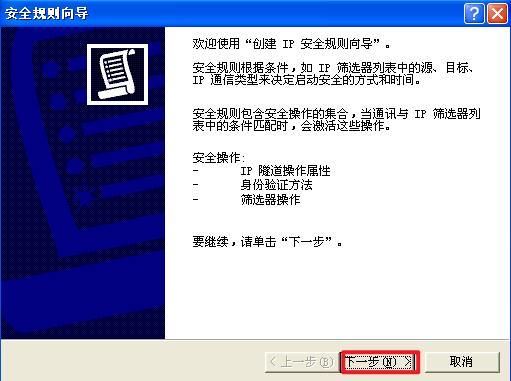 安全规则向导
欢迎使用“创建 IP 安全规则向导”。
安全规则根据条件，如 IP 筛选器列表中的源、目标、
IP 通信类型来决定启动安全的方式和时间。
安全规则包含安全操作的集合，当通讯与 IP 筛选器列
表中的条件匹配时，会激活这些操作。
安全操作:
- IP 隧道操作属性
- 身份验证方法
- 筛选器操作
要继续，请单击“下一步”。
< 上一步(B) 下一步(N) > 取消